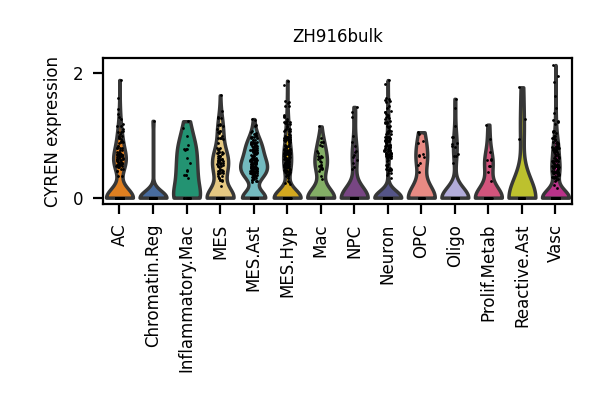 ZH916bulk
CYREN expression
2
0
AC
Chromatin.Reg
Inflammatory.Mac
MES
MES.Ast
MES.Hyp
Mac
NPC
Neuron
OPC
Oligo
Prolif.Metab
Reactive.Ast
Vasc